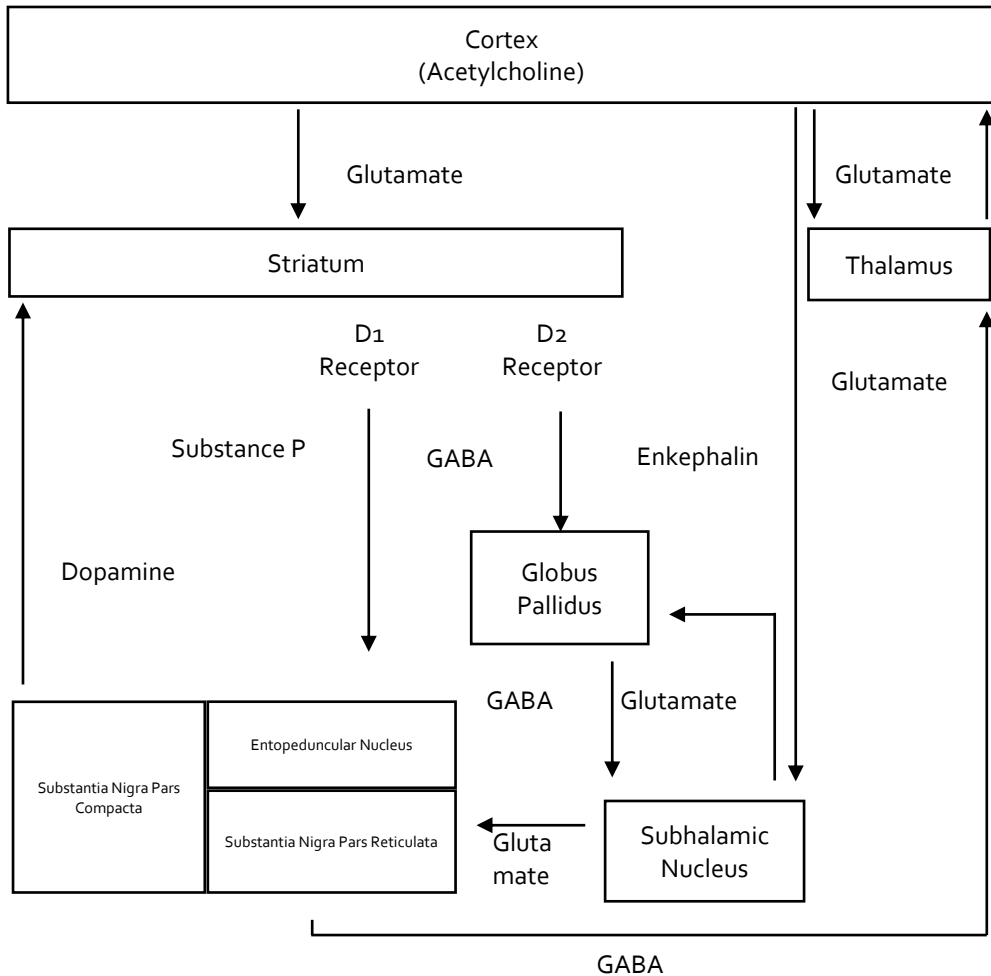 Cortex
(Acetylcholine)
Glutamate
Glutamate
Striatum
Thalamus
D1
Receptor
D2
Receptor
Glutamate
Substance P
GABA
Enkephalin
Dopamine
Globus
Pallidus
GABA
Glutamate
Entopeduncular Nucleus
Substantia Nigra Pars
Compacta
Substantia Nigra Pars Reticulata
Gluta
mate
Subhalamic
Nucleus
GABA